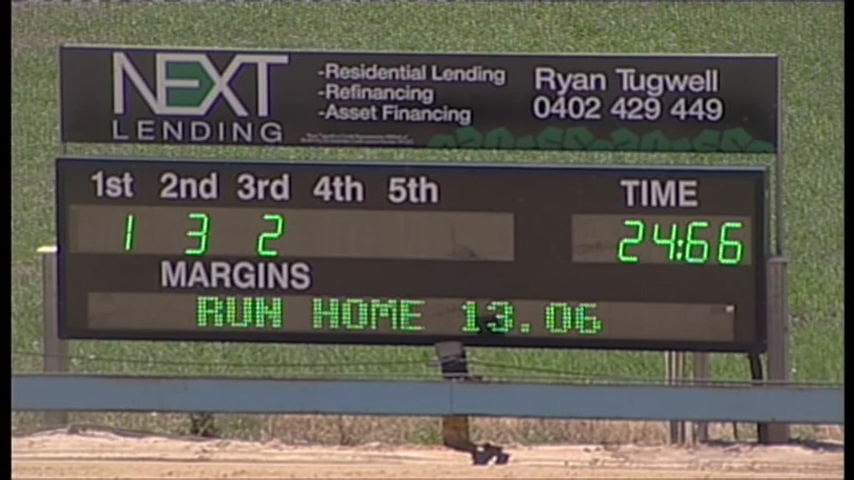 NEXT
LENDING
-Residential Lending
-Refinancing
-Asset Financing
Ryan Tugwell
0402 429 449
1st 2nd 3rd 4th 5th TIME
1 3 2 24:66
MARGINS
RUN HOME 13.06